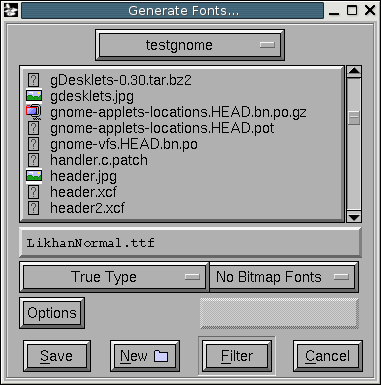 Generate Fonts...
testgnome
gDesklets-0.30.tar.bz2
gdesklets.jpg
gnome-applets-locations.HEAD.bn.po.gz
gnome-applets-locations.HEAD.pot
gnome-vfs.HEAD.bn.po
handler.c.patch
header.jpg
header.xcf
header2.xcf
LikhanNormal.ttf
True Type No Bitmap Fonts
Options
Save New Filter Cancel